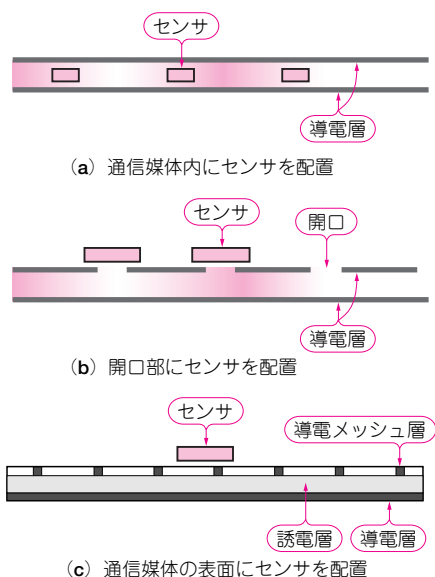 センサ
導電層
(a) 通信媒体内にセンサを配置
センサ
開口
導電層
(b) 開口部にセンサを配置
センサ
導電メッシュ層
誘電層
導電層
(c) 通信媒体の表面にセンサを配置